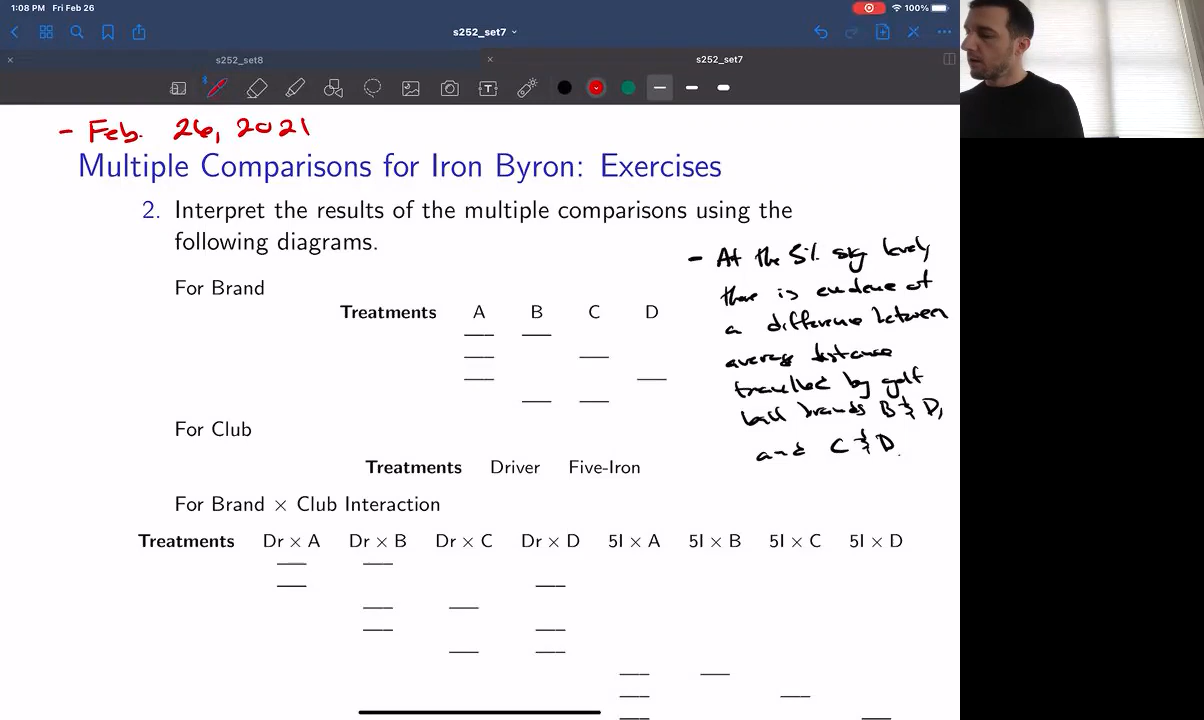 1:08 PM Fri Feb 26
100%
s252_set7
s252_set8
s252_set7
- Feb. 26, 2021
Multiple Comparisons for Iron Byron: Exercises
2. Interpret the results of the multiple comparisons using the
following diagrams.
For Brand
Treatments A B C D
- At the 5% sig level,
there is evidence of
a difference between
average distance
travelled by golf
ball brands B & D,
and C & D.
For Club
Treatments Driver Five-Iron
For Brand × Club Interaction
Treatments Dr × A Dr × B Dr × C Dr × D 5I × A 5I × B 5I × C 5I × D